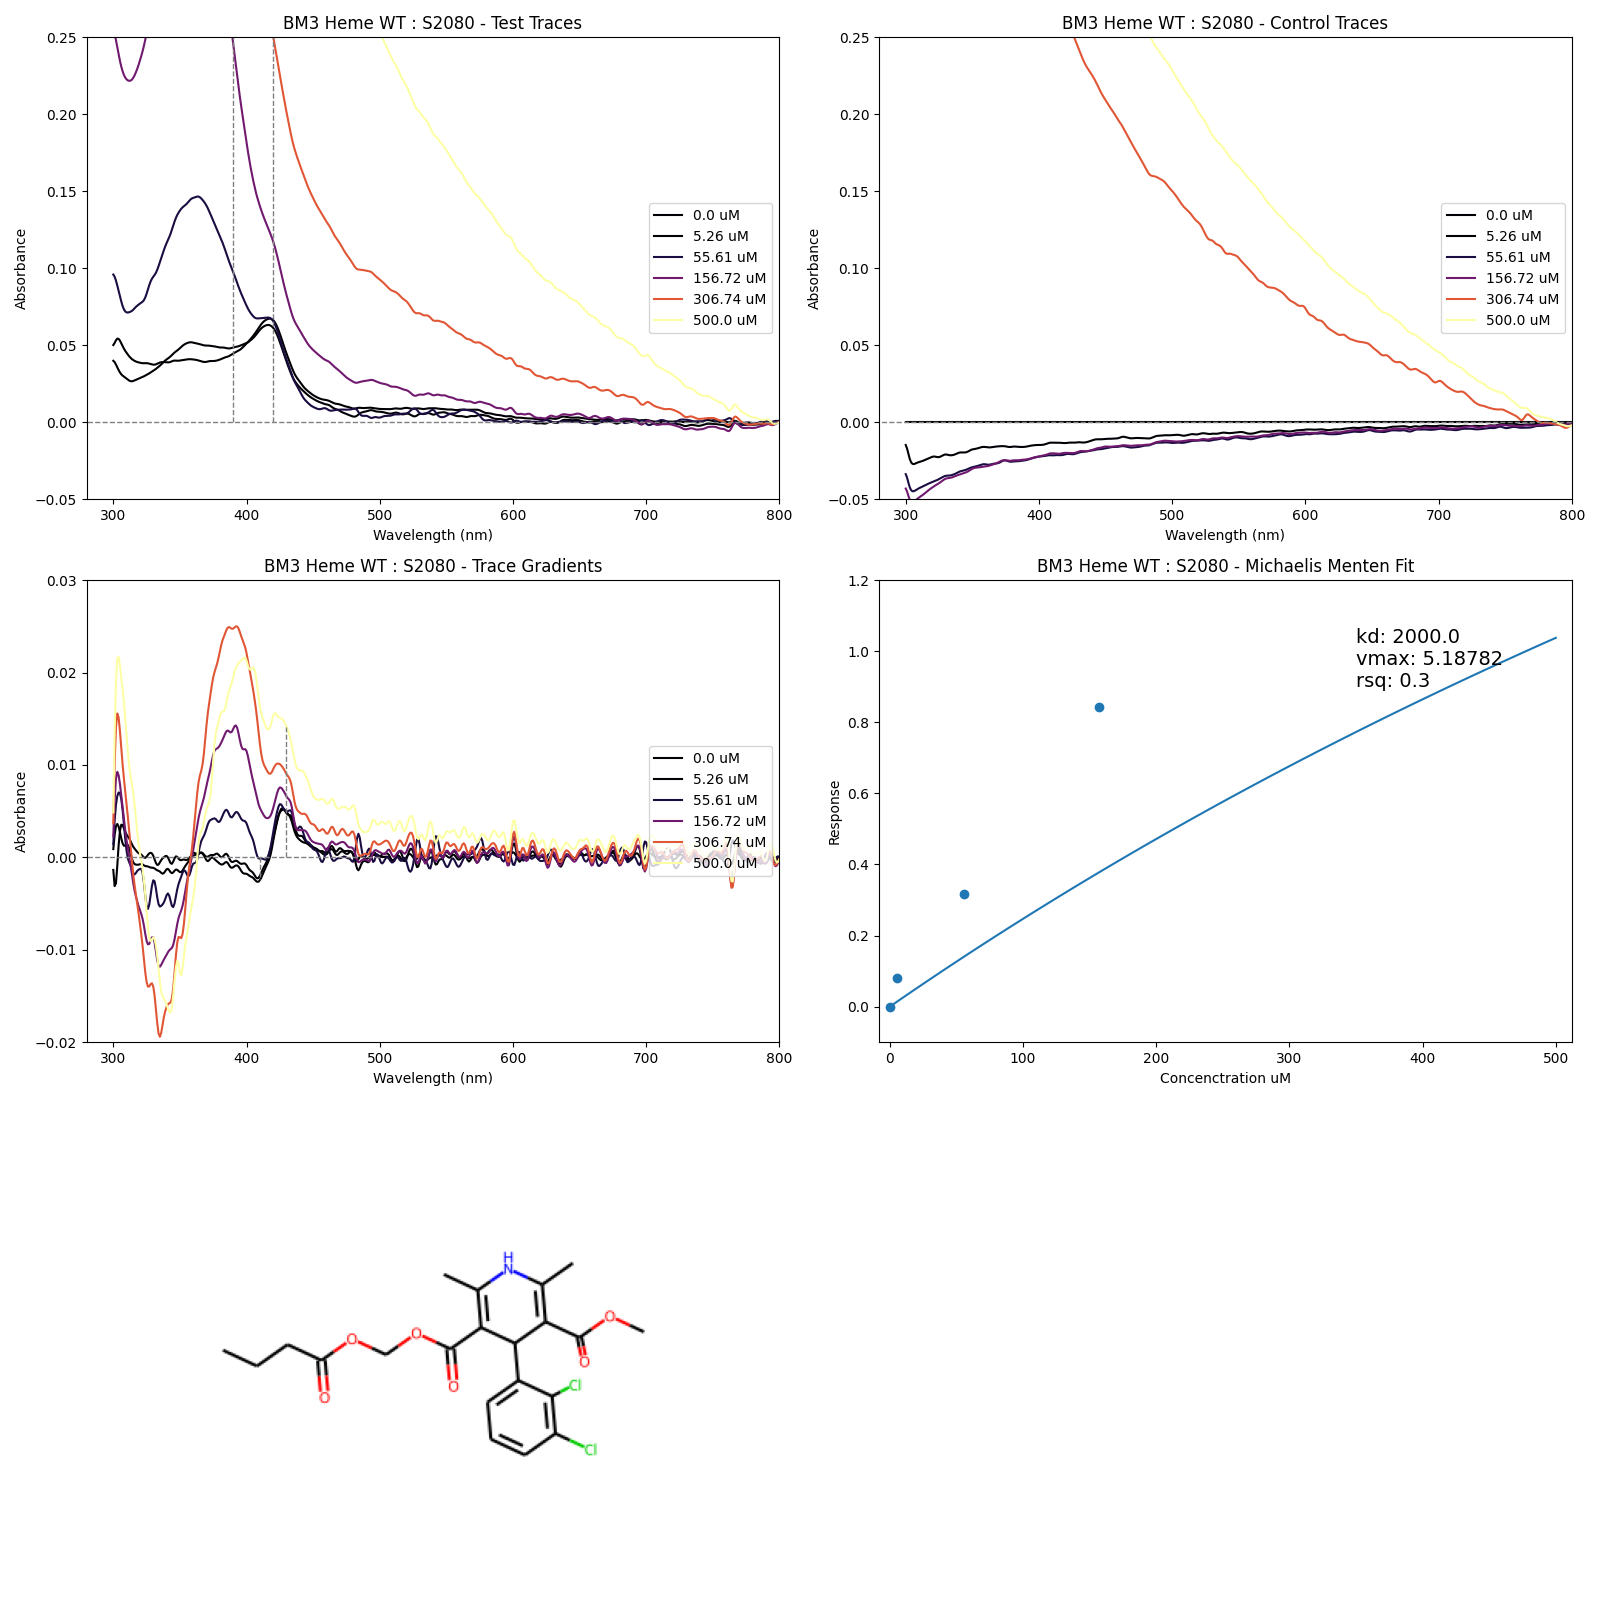 BM3 Heme WT : S2080 - Test Traces
0.25
0.20
0.15
0.10
0.05
0.00
−0.05
Absorbance
300 400 500 600 700 800
Wavelength (nm)
0.0 uM
5.26 uM
55.61 uM
156.72 uM
306.74 uM
500.0 uM
BM3 Heme WT : S2080 - Control Traces
0.25
0.20
0.15
0.10
0.05
0.00
−0.05
Absorbance
300 400 500 600 700 800
Wavelength (nm)
0.0 uM
5.26 uM
55.61 uM
156.72 uM
306.74 uM
500.0 uM
BM3 Heme WT : S2080 - Trace Gradients
0.03
0.02
0.01
0.00
−0.01
−0.02
Absorbance
300 400 500 600 700 800
Wavelength (nm)
0.0 uM
5.26 uM
55.61 uM
156.72 uM
306.74 uM
500.0 uM
BM3 Heme WT : S2080 - Michaelis Menten Fit
1.2
1.0
0.8
0.6
0.4
0.2
0.0
Response
0 100 200 300 400 500
Concenctration uM
kd: 2000.0
vmax: 5.18782
rsq: 0.3
H
N
O
O
O
O
O
O
Cl
Cl